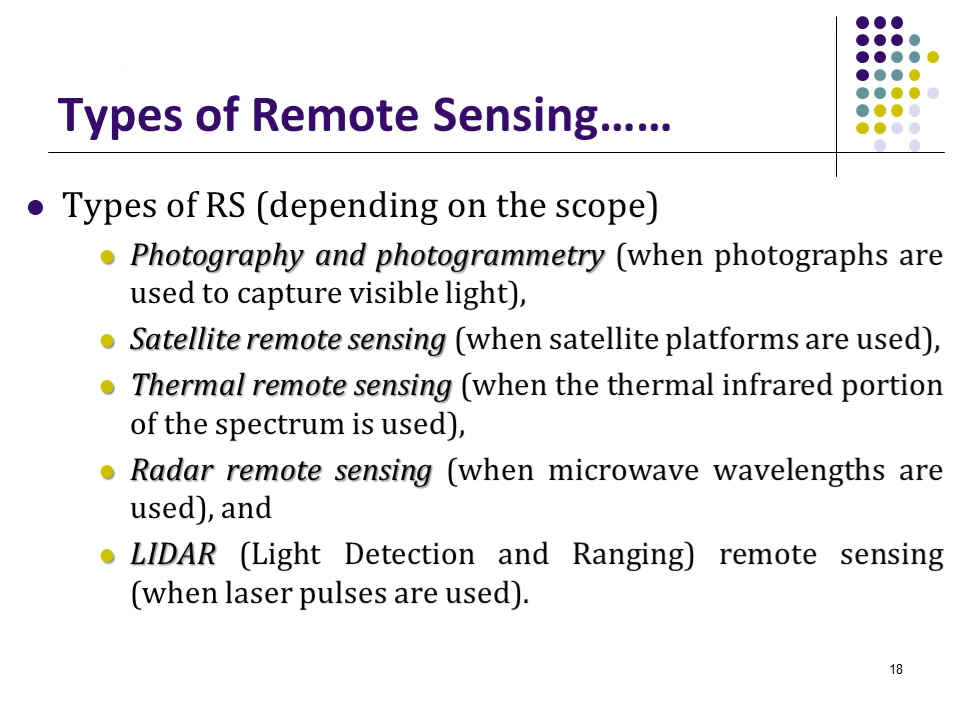 Types of Remote Sensing……
Types of RS (depending on the scope)
Photography and photogrammetry (when photographs are
used to capture visible light),
Satellite remote sensing (when satellite platforms are used),
Thermal remote sensing (when the thermal infrared portion
of the spectrum is used),
Radar remote sensing (when microwave wavelengths are
used), and
LIDAR (Light Detection and Ranging) remote sensing
(when laser pulses are used).
18